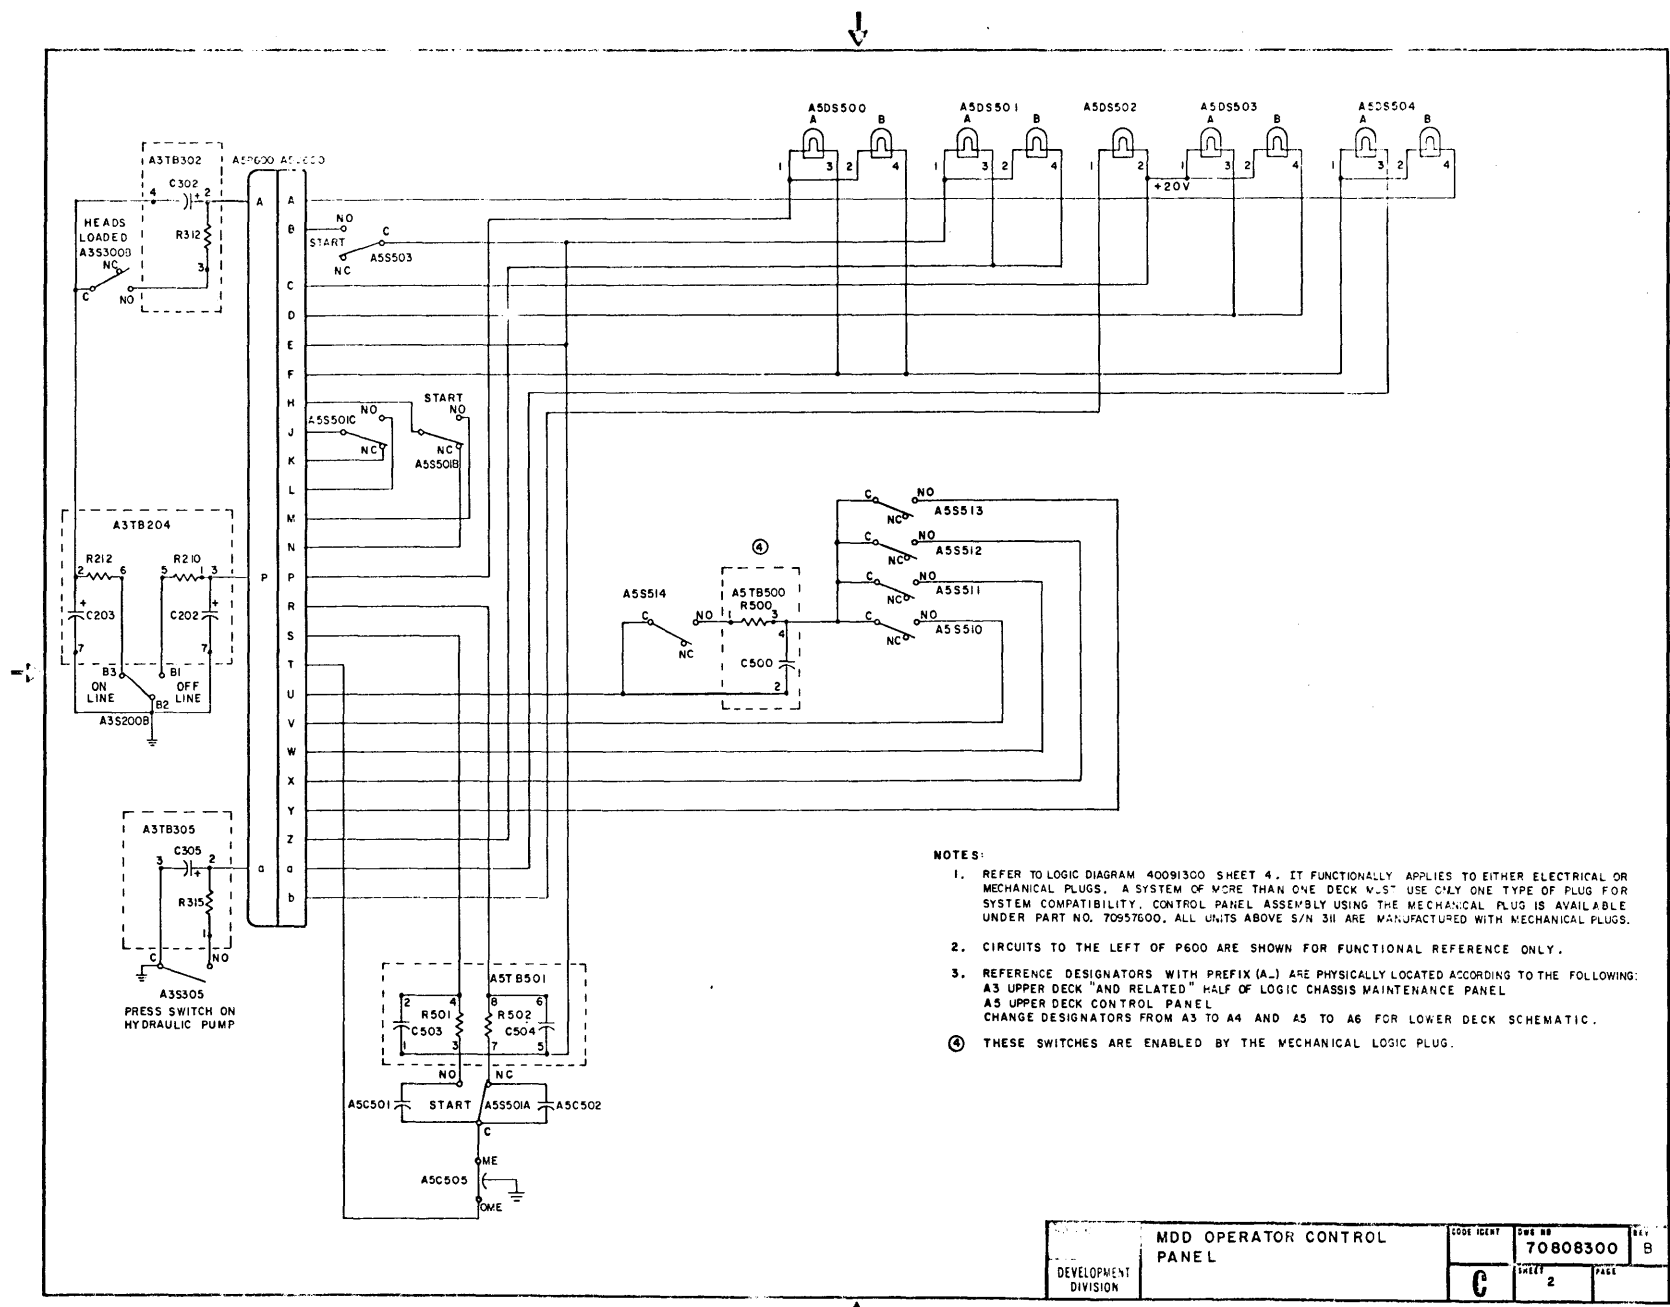 A5DS500
A B
1 3 2 4
A5DS501
A B
1 3 2 4
A5DS502
1 2
A5DS503
A B
1 3 2 4
+20V
A5DS504
A B
1 3 2 4
A3TB302
C302
4 + 2
R312
3
HEADS
LOADED
A3S300B
NC
C NO
A
P
a
A
B
C
D
E
F
H
J
K
L
M
N
P
R
S
T
U
V
W
X
Y
Z
a
b
NO
START
C
NC
A5S503
A5S501C
NO
NC
START
NO
NC
A5S501B
A3TB204
R212 R210
2 6 5 1 3
+ +
C203 C202
7 7
B3 B1
ON OFF
LINE LINE
B2
A3S200B
A3TB305
C305
3 2
+
R315
1
C NO
A3S305
PRESS SWITCH ON
HYDRAULIC PUMP
4
A5S514
C NO
NC
A5TB500
R500
1 3
4
C500
2
C NO
NC A5S513
C NO
NC A5S512
C NO
NC A5S511
C NO
NC A5S510
A5TB501
2 4 8 6
R501 R502
C503 C504
1 3 7 5
NO NC
A5C501 START A5S501A A5C502
C
ME
A5C505
OME
NOTES:
1. REFER TO LOGIC DIAGRAM 40091300 SHEET 4. IT FUNCTIONALLY APPLIES TO EITHER ELECTRICAL OR
MECHANICAL PLUGS. A SYSTEM OF MORE THAN ONE DECK MUST USE ONLY ONE TYPE OF PLUG FOR
SYSTEM COMPATIBILITY. CONTROL PANEL ASSEMBLY USING THE MECHANICAL PLUG IS AVAILABLE
UNDER PART NO. 70957600. ALL UNITS ABOVE S/N 311 ARE MANUFACTURED WITH MECHANICAL PLUGS.
2. CIRCUITS TO THE LEFT OF P600 ARE SHOWN FOR FUNCTIONAL REFERENCE ONLY.
3. REFERENCE DESIGNATORS WITH PREFIX (A_) ARE PHYSICALLY LOCATED ACCORDING TO THE FOLLOWING:
A3 UPPER DECK "AND RELATED" HALF OF LOGIC CHASSIS MAINTENANCE PANEL
A5 UPPER DECK CONTROL PANEL
CHANGE DESIGNATORS FROM A3 TO A4 AND A5 TO A6 FOR LOWER DECK SCHEMATIC.
4 THESE SWITCHES ARE ENABLED BY THE MECHANICAL LOGIC PLUG.
DEVELOPMENT
DIVISION
MDD OPERATOR CONTROL
PANEL
CODE IDENT
C
DWG NO
70808300
REV
B
SHEET
2
PAGE